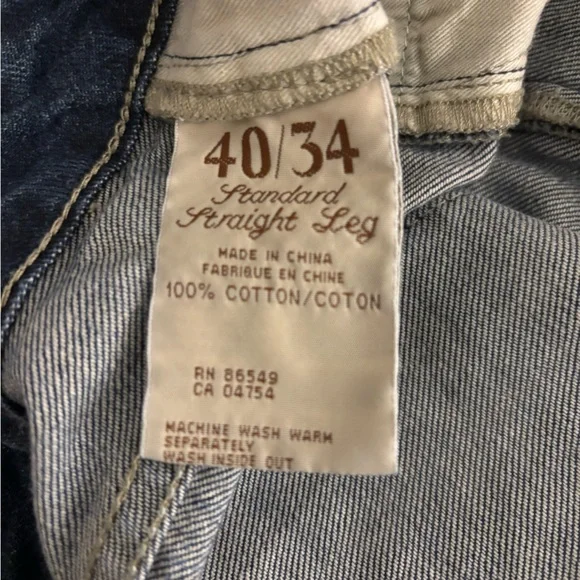 40/34
Standard
Straight Leg
MADE IN CHINA
FABRIQUE EN CHINE
100% COTTON/COTON
RN 86549
CA 04754
MACHINE WASH WARM
SEPARATELY
WASH INSIDE OUT